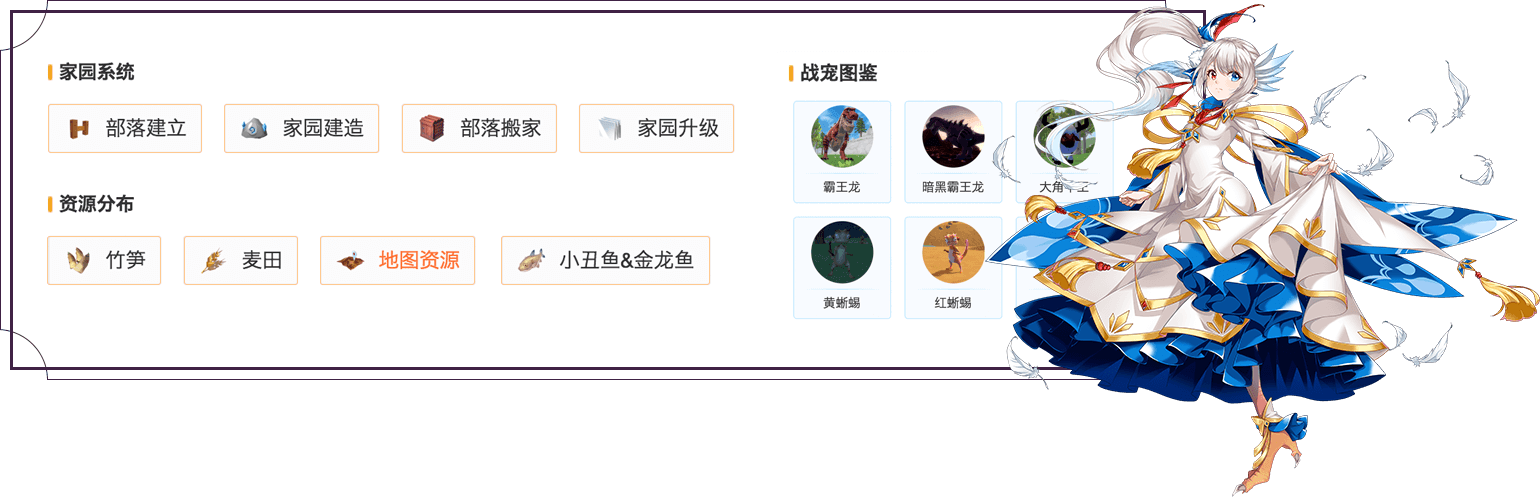 家园系统
部落建立
家园建造
部落搬家
家园升级
资源分布
竹笋
麦田
地图资源
小丑鱼&金龙鱼
战宠图鉴
霸王龙
暗黑霸王龙
大角
黄蜥蜴
红蜥蜴